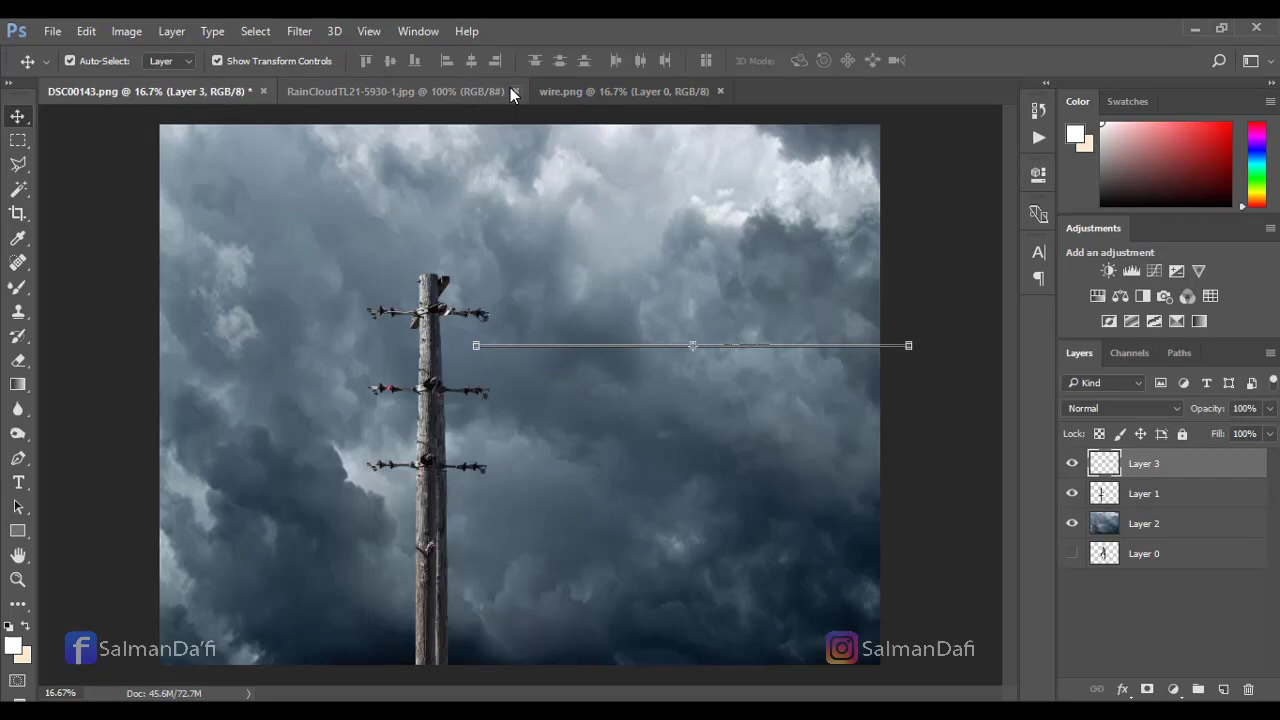 Ps File Edit Image Layer Type Select Filter 3D View Window Help
Auto-Select: Layer Show Transform Controls 3D Mode:
DSC00143.png @ 16.7% (Layer 3, RGB/8) * RainCloudTL21-5930-1.jpg @ 100% (RGB/8#) wire.png @ 16.7% (Layer 0, RGB/8)
Color Swatches
Adjustments
Add an adjustment
Layers Channels Paths
Kind
Normal Opacity: 100%
Lock: Fill: 100%
Layer 3
Layer 1
Layer 2
Layer 0
SalmanDa'fi SalmanDafi
16.67% Doc: 45.6M/72.7M